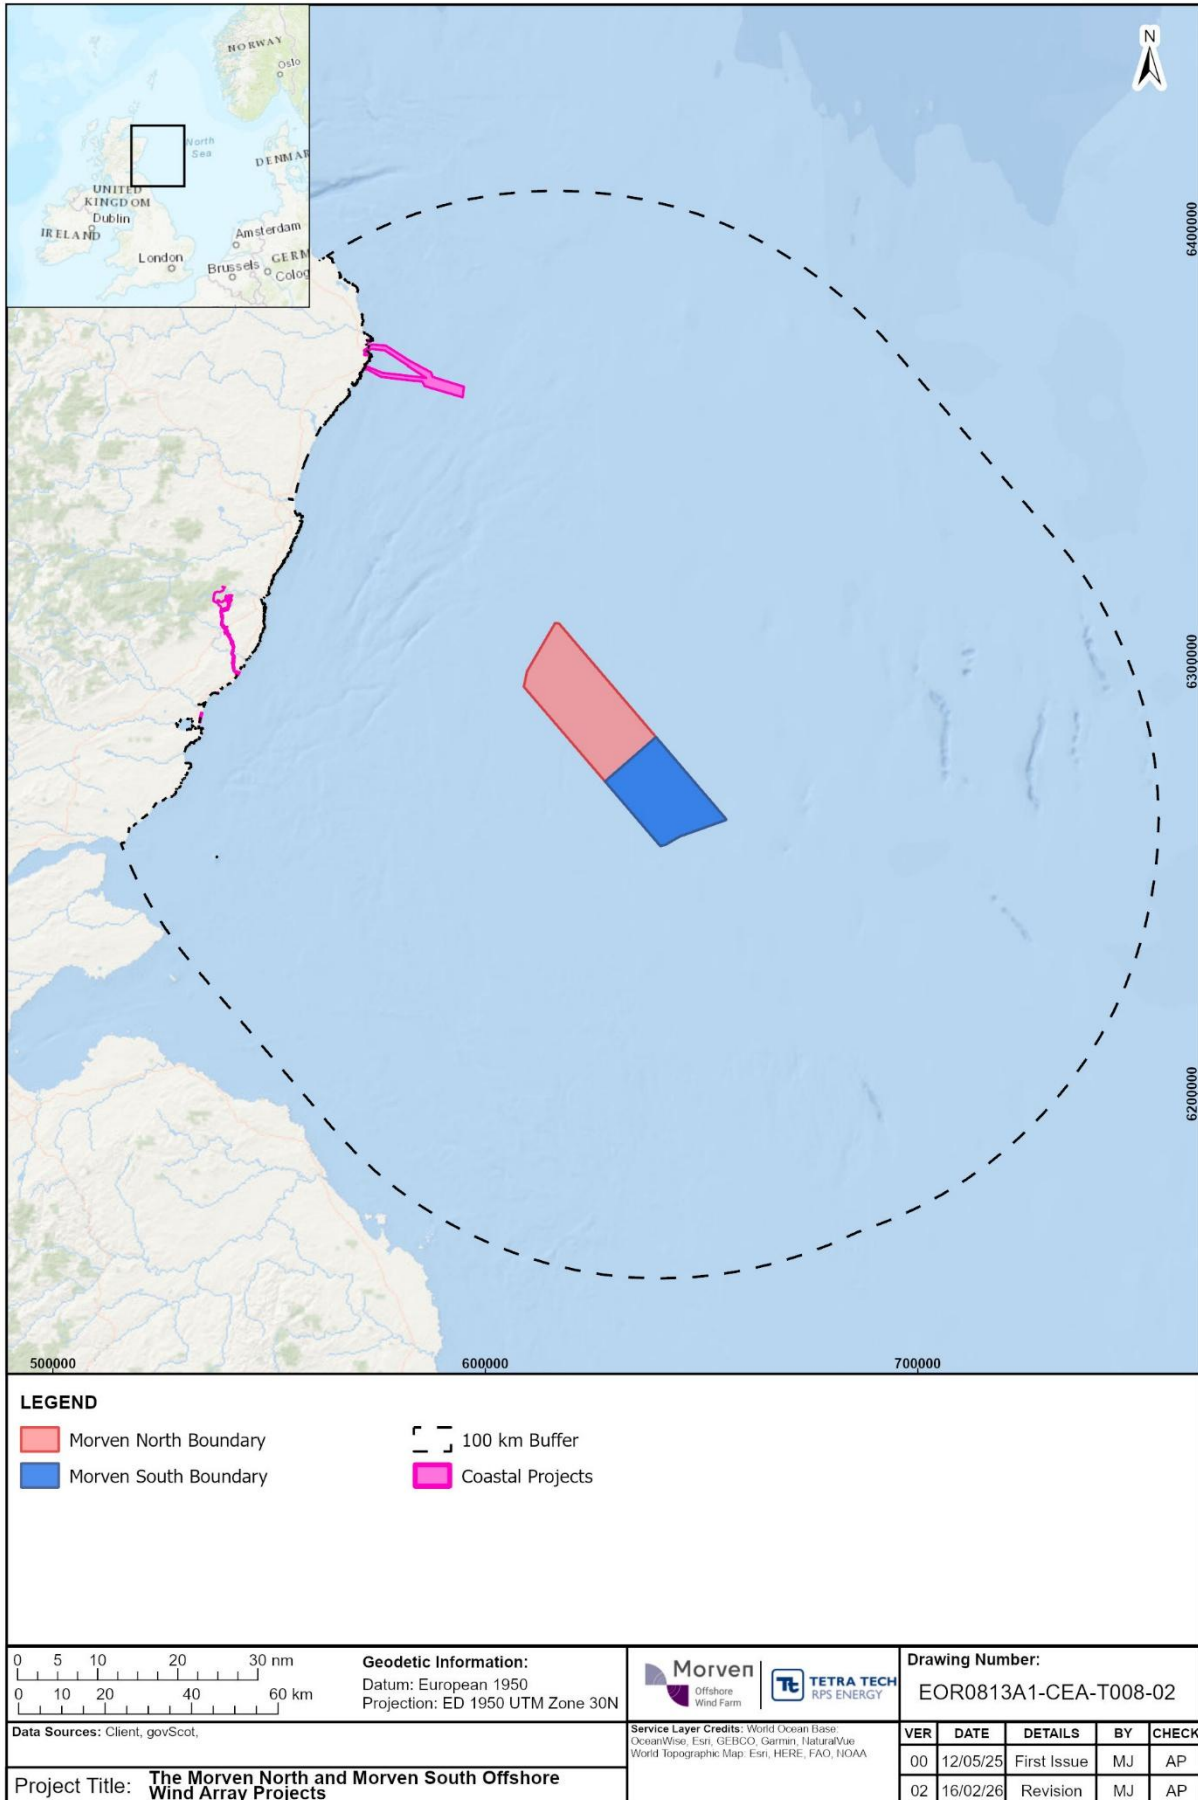 NORWAY
Oslo
North
Sea
DENMAR
UNITED
KINGDOM
Dublin
IRELAND
Amsterdam
London
GERM
Brussels
Colog
N
6400000
6300000
6200000
500000
600000
700000
LEGEND
Morven North Boundary
100 km Buffer
Morven South Boundary
Coastal Projects
0 5 10 20 30 nm
0 10 20 40 60 km
Geodetic Information:
Datum: European 1950
Projection: ED 1950 UTM Zone 30N
Morven
Offshore
Wind Farm
Tt
TETRA TECH
RPS ENERGY
Drawing Number:
EOR0813A1-CEA-T008-02
Data Sources: Client, govScot,
Service Layer Credits: World Ocean Base:
OceanWise, Esri, GEBCO, Garmin, NaturalVue
World Topographic Map: Esri, HERE, FAO, NOAA
VER DATE DETAILS BY CHECK
00 12/05/25 First Issue MJ AP
02 16/02/26 Revision MJ AP
Project Title: The Morven North and Morven South Offshore
Wind Array Projects